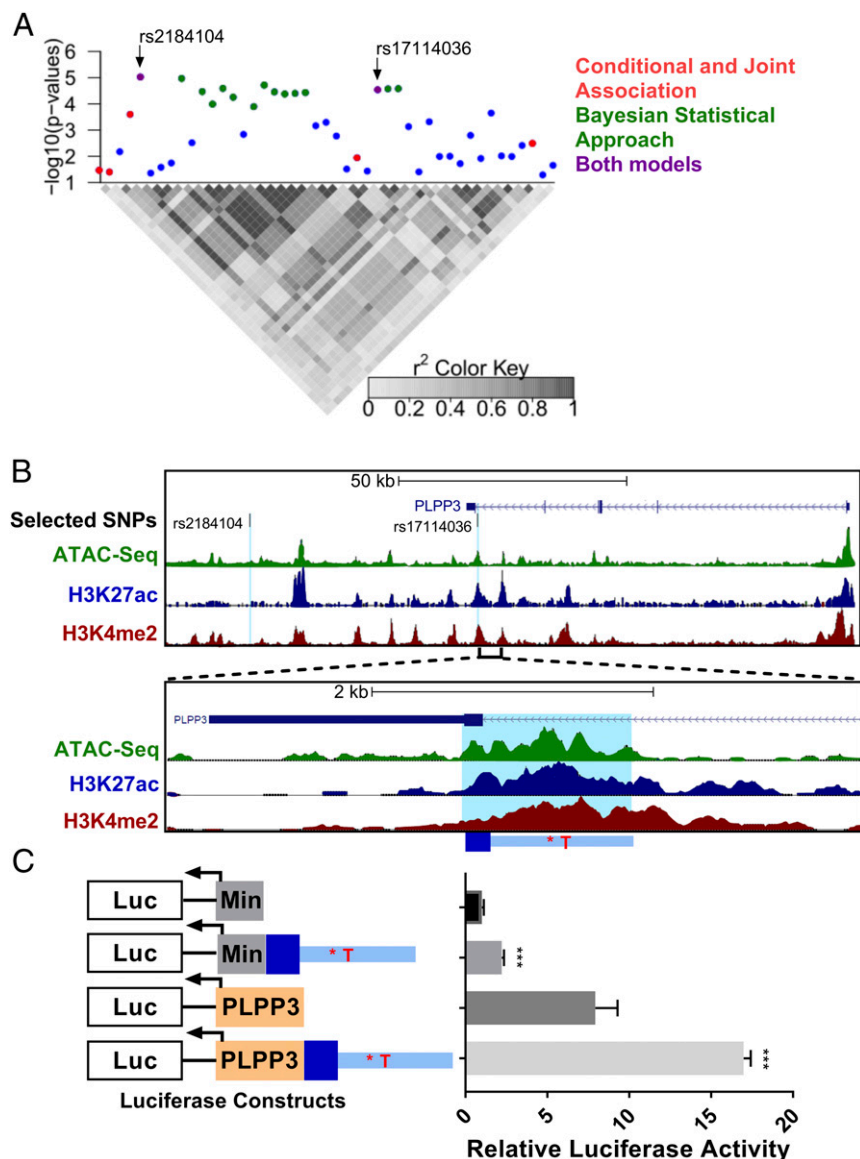 A
rs2184104
rs17114036
−log10(p−values)
6
5
4
3
2
1
Conditional and Joint
Association
Bayesian Statistical
Approach
Both models
r² Color Key
0 0.2 0.4 0.6 0.8 1
B
50 kb
PLPP3
Selected SNPs
rs2184104
rs17114036
ATAC-Seq
H3K27ac
H3K4me2
2 kb
PLPP3
ATAC-Seq
H3K27ac
H3K4me2
* T
C
Luc Min
Luc Min * T
***
Luc PLPP3
Luc PLPP3 * T
***
Luciferase Constructs
0 5 10 15 20
Relative Luciferase Activity